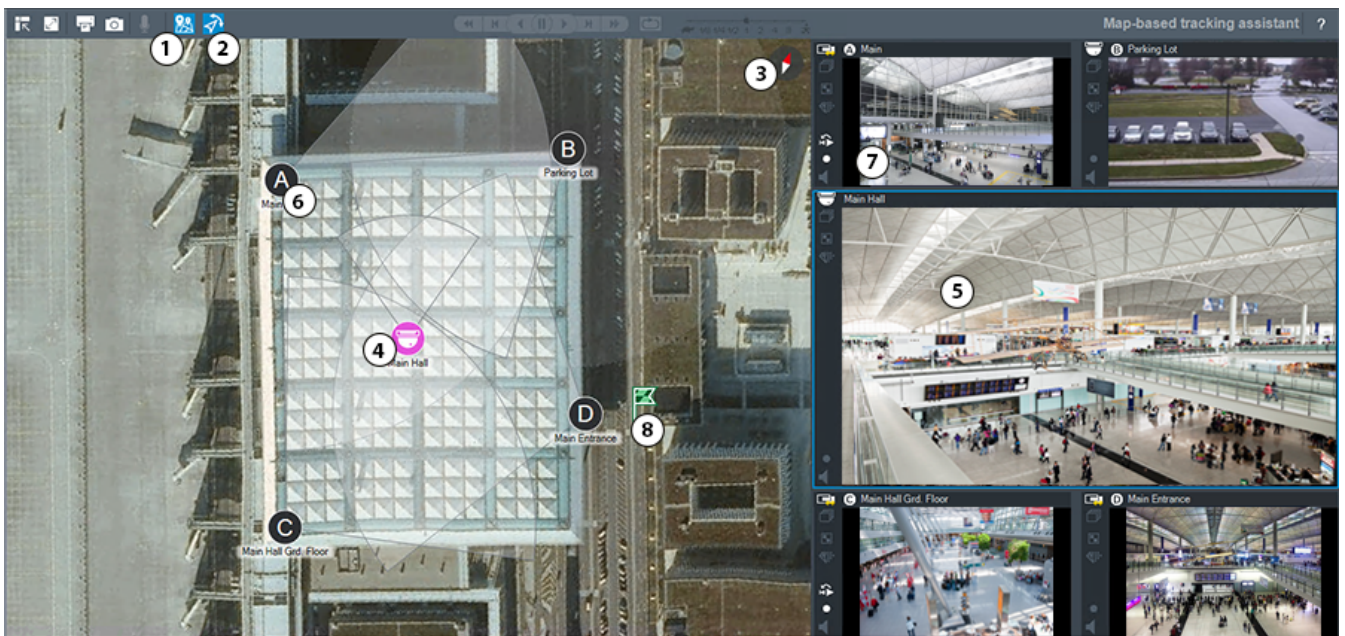 Map-based tracking assistant ?
1
2
3
A Main
B Parking Lot
7
A
Main
6
B
Parking Lot
Main Hall
5
4
Main Hall
D
Main Entrance
8
C
Main Hall Grd. Floor
C Main Hall Grd. Floor
D Main Entrance